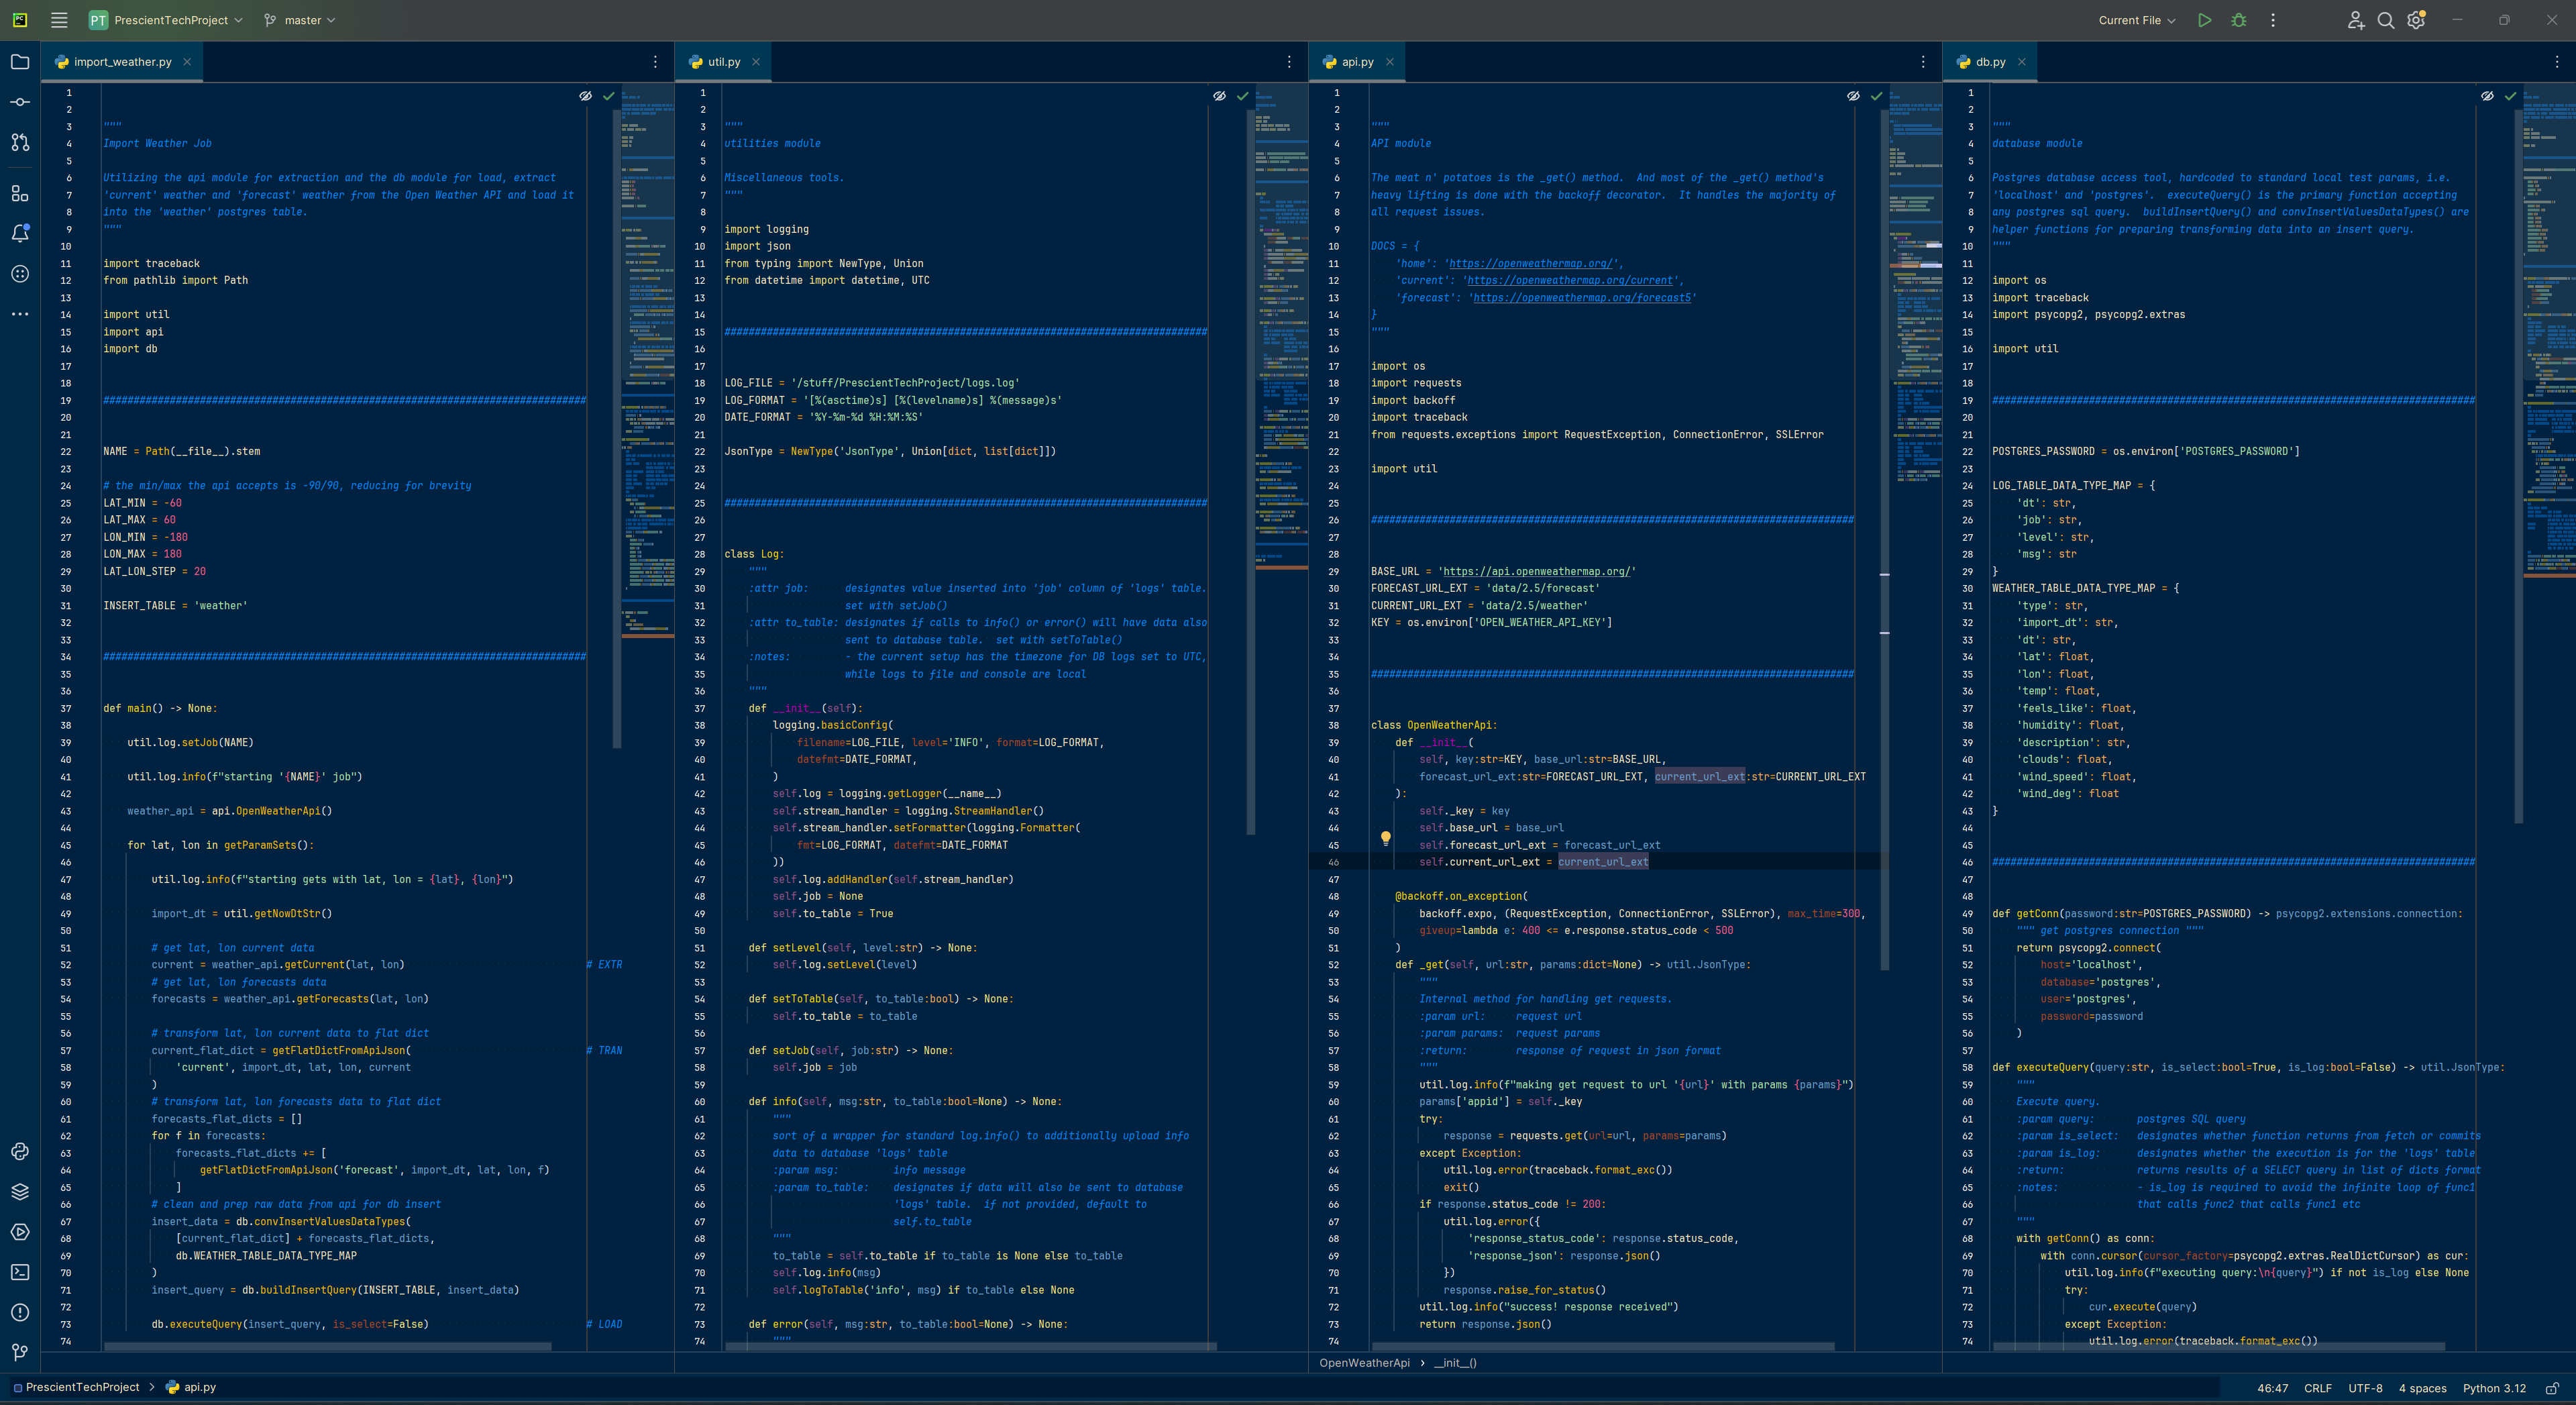 PC PT PrescientTechProject master Current File
import_weather.py
1
2
3 """
4 Import Weather Job
5
6 Utilizing the api module for extraction and the db module for load, extract
7 'current' weather and 'forecast' weather from the Open Weather API and load it
8 into the 'weather' postgres table.
9 """
10
11 import traceback
12 from pathlib import Path
13
14 import util
15 import api
16 import db
17
18
19 ################################################################################
20
21
22 NAME = Path(__file__).stem
23
24 # the min/max the api accepts is -90/90, reducing for brevity
25 LAT_MIN = -60
26 LAT_MAX = 60
27 LON_MIN = -180
28 LON_MAX = 180
29 LAT_LON_STEP = 20
30
31 INSERT_TABLE = 'weather'
32
33
34 ################################################################################
35
36
37 def main() -> None:
38
39     util.log.setJob(NAME)
40
41     util.log.info(f"starting '{NAME}' job")
42
43     weather_api = api.OpenWeatherApi()
44
45     for lat, lon in getParamSets():
46
47         util.log.info(f"starting gets with lat, lon = {lat}, {lon}")
48
49         import_dt = util.getNowDtStr()
50
51         # get lat, lon current data
52         current = weather_api.getCurrent(lat, lon) # EXTR
53         # get lat, lon forecasts data
54         forecasts = weather_api.getForecasts(lat, lon)
55
56         # transform lat, lon current data to flat dict
57         current_flat_dict = getFlatDictFromApiJson( # TRAN
58             'current', import_dt, lat, lon, current
59         )
60         # transform lat, lon forecasts data to flat dict
61         forecasts_flat_dicts = []
62         for f in forecasts:
63             forecasts_flat_dicts += [
64                 getFlatDictFromApiJson('forecast', import_dt, lat, lon, f)
65             ]
66         # clean and prep raw data from api for db insert
67         insert_data = db.convInsertValuesDataTypes(
68             [current_flat_dict] + forecasts_flat_dicts,
69             db.WEATHER_TABLE_DATA_TYPE_MAP
70         )
71         insert_query = db.buildInsertQuery(INSERT_TABLE, insert_data)
72
73         db.executeQuery(insert_query, is_select=False) # LOAD
74
util.py
1
2
3 """
4 utilities module
5
6 Miscellaneous tools.
7 """
8
9 import logging
10 import json
11 from typing import NewType, Union
12 from datetime import datetime, UTC
13
14
15 ################################################################################
16
17
18 LOG_FILE = '/stuff/PrescientTechProject/logs.log'
19 LOG_FORMAT = '[%(asctime)s] [%(levelname)s] %(message)s'
20 DATE_FORMAT = '%Y-%m-%d %H:%M:%S'
21
22 JsonType = NewType('JsonType', Union[dict, list[dict]])
23
24
25 ################################################################################
26
27
28 class Log:
29     """
30     :attr job:      designates value inserted into 'job' column of 'logs' table.
31                     set with setJob()
32     :attr to_table: designates if calls to info() or error() will have data also
33                     sent to database table.  set with setToTable()
34     :notes:         - the current setup has the timezone for DB logs set to UTC,
35                     while logs to file and console are local
36     """
37     def __init__(self):
38         logging.basicConfig(
39             filename=LOG_FILE, level='INFO', format=LOG_FORMAT,
40             datefmt=DATE_FORMAT,
41         )
42         self.log = logging.getLogger(__name__)
43         self.stream_handler = logging.StreamHandler()
44         self.stream_handler.setFormatter(logging.Formatter(
45             fmt=LOG_FORMAT, datefmt=DATE_FORMAT
46         ))
47         self.log.addHandler(self.stream_handler)
48         self.job = None
49         self.to_table = True
50
51     def setLevel(self, level:str) -> None:
52         self.log.setLevel(level)
53
54     def setToTable(self, to_table:bool) -> None:
55         self.to_table = to_table
56
57     def setJob(self, job:str) -> None:
58         self.job = job
59
60     def info(self, msg:str, to_table:bool=None) -> None:
61         """
62         sort of a wrapper for standard log.info() to additionally upload info
63         data to database 'logs' table
64         :param msg:         info message
65         :param to_table:    designates if data will also be sent to database
66                             'logs' table.  if not provided, default to
67                             self.to_table
68         """
69         to_table = self.to_table if to_table is None else to_table
70         self.log.info(msg)
71         self.logToTable('info', msg) if to_table else None
72
73     def error(self, msg:str, to_table:bool=None) -> None:
74         """
api.py
1
2
3 """
4 API module
5
6 The meat n' potatoes is the _get() method.  And most of the _get() method's
7 heavy lifting is done with the backoff decorator.  It handles the majority of
8 all request issues.
9
10 DOCS = {
11     'home': 'https://openweathermap.org/',
12     'current': 'https://openweathermap.org/current',
13     'forecast': 'https://openweathermap.org/forecast5'
14 }
15 """
16
17 import os
18 import requests
19 import backoff
20 import traceback
21 from requests.exceptions import RequestException, ConnectionError, SSLError
22
23 import util
24
25
26 ################################################################################
27
28
29 BASE_URL = 'https://api.openweathermap.org/'
30 FORECAST_URL_EXT = 'data/2.5/forecast'
31 CURRENT_URL_EXT = 'data/2.5/weather'
32 KEY = os.environ['OPEN_WEATHER_API_KEY']
33
34
35 ################################################################################
36
37
38 class OpenWeatherApi:
39     def __init__(
40         self, key:str=KEY, base_url:str=BASE_URL,
41         forecast_url_ext:str=FORECAST_URL_EXT, current_url_ext:str=CURRENT_URL_EXT
42     ):
43         self._key = key
44         self.base_url = base_url
45         self.forecast_url_ext = forecast_url_ext
46         self.current_url_ext = current_url_ext
47
48     @backoff.on_exception(
49         backoff.expo, (RequestException, ConnectionError, SSLError), max_time=300,
50         giveup=lambda e: 400 <= e.response.status_code < 500
51     )
52     def _get(self, url:str, params:dict=None) -> util.JsonType:
53         """
54         Internal method for handling get requests.
55         :param url:     request url
56         :param params:  request params
57         :return:        response of request in json format
58         """
59         util.log.info(f"making get request to url '{url}' with params {params}")
60         params['appid'] = self._key
61         try:
62             response = requests.get(url=url, params=params)
63         except Exception:
64             util.log.error(traceback.format_exc())
65             exit()
66         if response.status_code != 200:
67             util.log.error({
68                 'response_status_code': response.status_code,
69                 'response_json': response.json()
70             })
71             response.raise_for_status()
72         util.log.info("success! response received")
73         return response.json()
74
db.py
1
2
3 """
4 database module
5
6 Postgres database access tool, hardcoded to standard local test params, i.e.
7 'localhost' and 'postgres'.  executeQuery() is the primary function accepting
8 any postgres sql query.  buildInsertQuery() and convInsertValuesDataTypes() are
9 helper functions for preparing transforming data into an insert query.
10 """
11
12 import os
13 import traceback
14 import psycopg2, psycopg2.extras
15
16 import util
17
18
19 ################################################################################
20
21
22 POSTGRES_PASSWORD = os.environ['POSTGRES_PASSWORD']
23
24 LOG_TABLE_DATA_TYPE_MAP = {
25     'dt': str,
26     'job': str,
27     'level': str,
28     'msg': str
29 }
30 WEATHER_TABLE_DATA_TYPE_MAP = {
31     'type': str,
32     'import_dt': str,
33     'dt': str,
34     'lat': float,
35     'lon': float,
36     'temp': float,
37     'feels_like': float,
38     'humidity': float,
39     'description': str,
40     'clouds': float,
41     'wind_speed': float,
42     'wind_deg': float
43 }
44
45
46 ################################################################################
47
48
49 def getConn(password:str=POSTGRES_PASSWORD) -> psycopg2.extensions.connection:
50     """ get postgres connection """
51     return psycopg2.connect(
52         host='localhost',
53         database='postgres',
54         user='postgres',
55         password=password
56     )
57
58 def executeQuery(query:str, is_select:bool=True, is_log:bool=False) -> util.JsonType:
59     """
60     Execute query.
61     :param query:       postgres SQL query
62     :param is_select:   designates whether function returns from fetch or commits
63     :param is_log:      designates whether the execution is for the 'logs' table
64     :return:            returns results of a SELECT query in list of dicts format
65     :notes:             - is_log is required to avoid the infinite loop of func1
66                         that calls func2 that calls func1 etc
67     """
68     with getConn() as conn:
69         with conn.cursor(cursor_factory=psycopg2.extras.RealDictCursor) as cur:
70             util.log.info(f"executing query:\n{query}") if not is_log else None
71             try:
72                 cur.execute(query)
73             except Exception:
74                 util.log.error(traceback.format_exc())
OpenWeatherApi › __init__()
PrescientTechProject > api.py 46:47 CRLF UTF-8 4 spaces Python 3.12